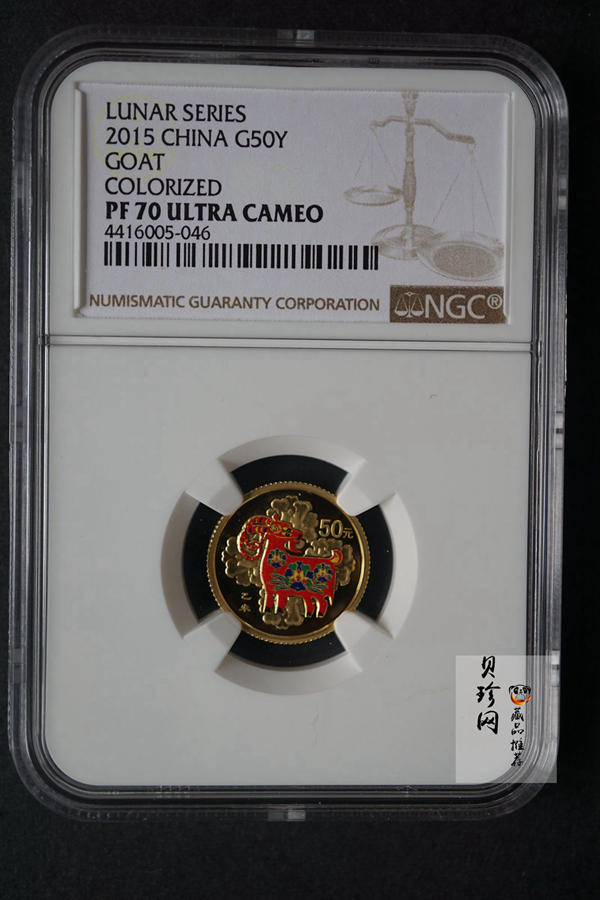 LUNAR SERIES
2015 CHINA G50Y
GOAT
COLORIZED
PF 70 ULTRA CAMEO
4416005-046
NUMISMATIC GUARANTY CORPORATION
NGC®
50元
乙未
贝珍网
藏品推荐